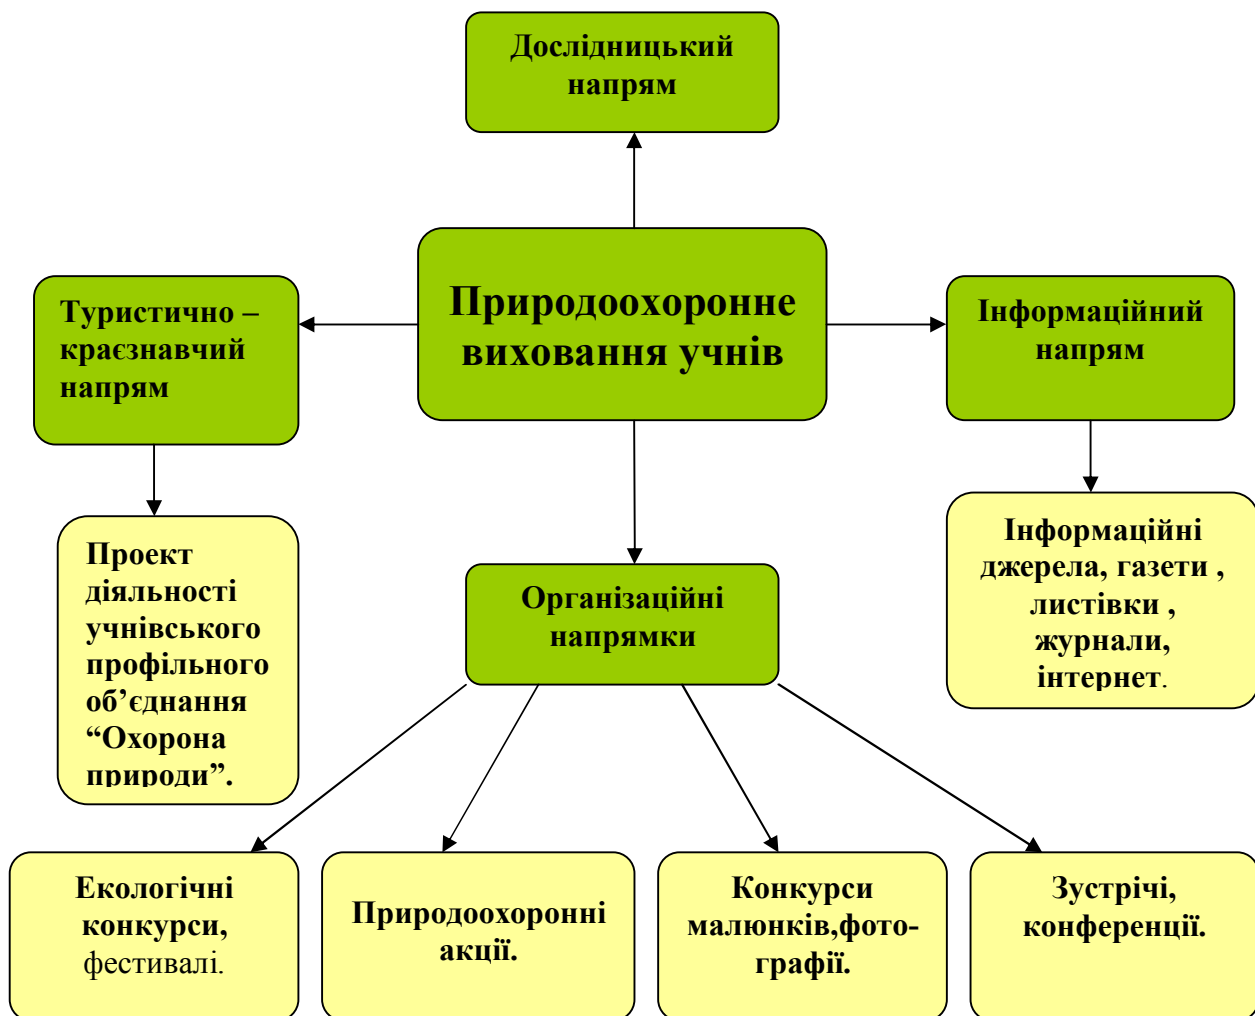 Дослідницький
напрям
Природоохоронне
виховання учнів
Туристично –
краєзнавчий
напрям
Інформаційний
напрям
Проект
діяльності
учнівського
профільного
об’єднання
“Охорона
природи”.
Інформаційні
джерела, газети ,
листівки ,
журнали,
інтернет.
Організаційні
напрямки
Екологічні
конкурси,
фестивалі.
Природоохоронні
акції.
Конкурси
малюнків,фото-
графії.
Зустрічі,
конференції.